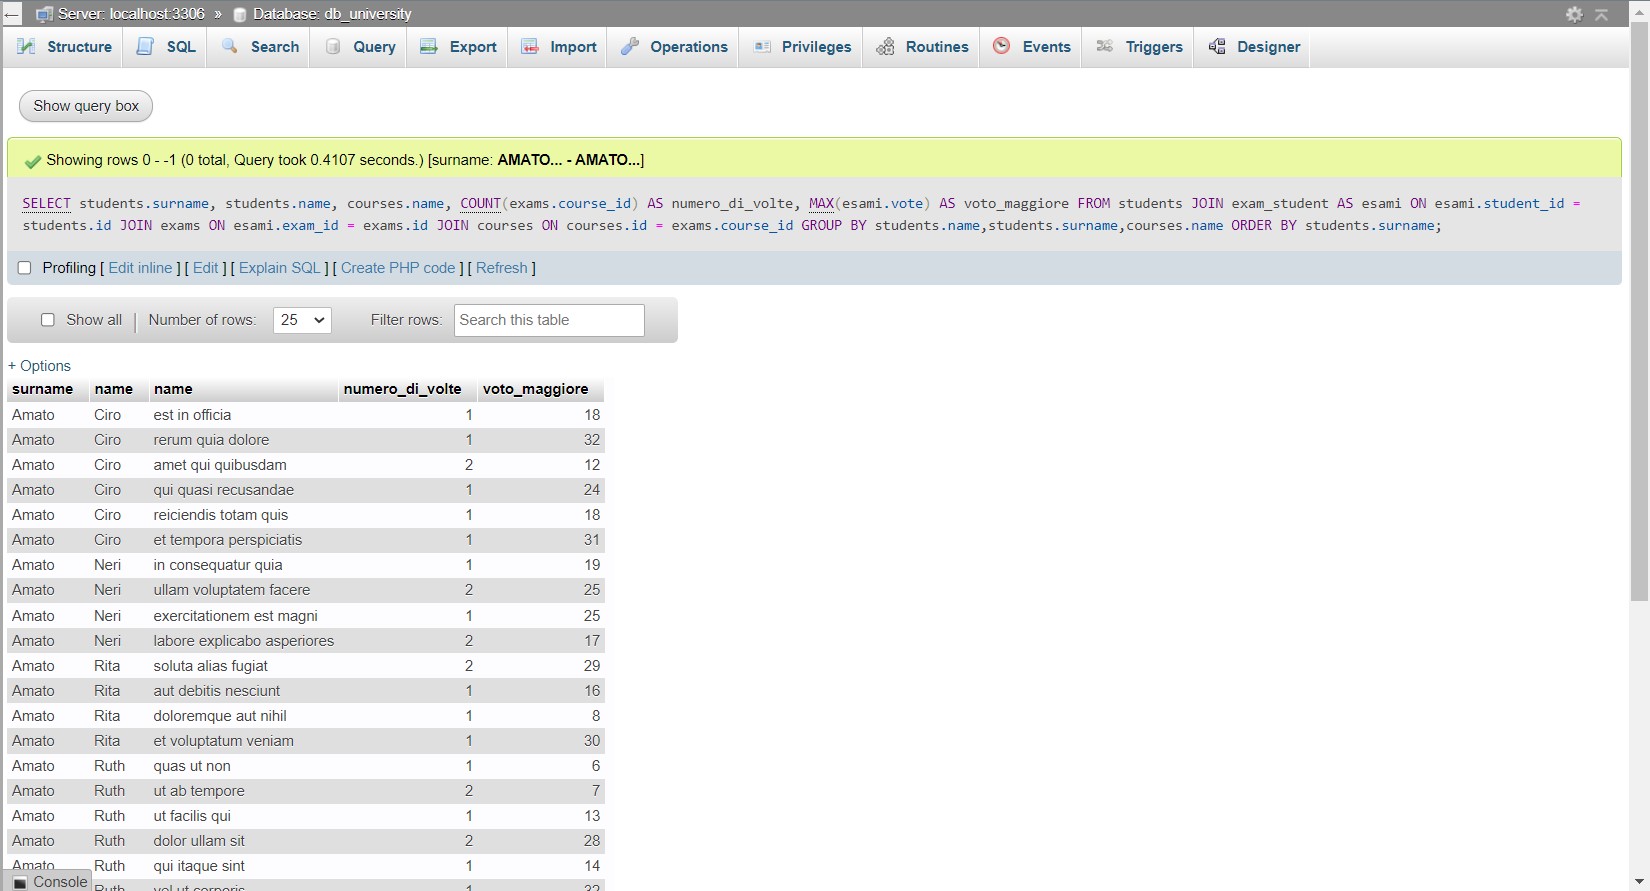 Server: localhost:3306 » Database: db_university
Structure SQL Search Query Export Import Operations Privileges Routines Events Triggers Designer
Show query box
Showing rows 0 - -1 (0 total, Query took 0.4107 seconds.) [surname: AMATO... - AMATO...]
SELECT students.surname, students.name, courses.name, COUNT(exams.course_id) AS numero_di_volte, MAX(esami.vote) AS voto_maggiore FROM students JOIN exam_student AS esami ON esami.student_id =
students.id JOIN exams ON esami.exam_id = exams.id JOIN courses ON courses.id = exams.course_id GROUP BY students.name,students.surname,courses.name ORDER BY students.surname;
Profiling [ Edit inline ] [ Edit ] [ Explain SQL ] [ Create PHP code ] [ Refresh ]
Show all | Number of rows: 25 Filter rows: Search this table
+ Options
surname name name numero_di_volte voto_maggiore
Amato Ciro est in officia 1 18
Amato Ciro rerum quia dolore 1 32
Amato Ciro amet qui quibusdam 2 12
Amato Ciro qui quasi recusandae 1 24
Amato Ciro reiciendis totam quis 1 18
Amato Ciro et tempora perspiciatis 1 31
Amato Neri in consequatur quia 1 19
Amato Neri ullam voluptatem facere 2 25
Amato Neri exercitationem est magni 1 25
Amato Neri labore explicabo asperiores 2 17
Amato Rita soluta alias fugiat 2 29
Amato Rita aut debitis nesciunt 1 16
Amato Rita doloremque aut nihil 1 8
Amato Rita et voluptatum veniam 1 30
Amato Ruth quas ut non 1 6
Amato Ruth ut ab tempore 2 7
Amato Ruth ut facilis qui 1 13
Amato Ruth dolor ullam sit 2 28
Amato Ruth qui itaque sint 1 14
Console Ruth vel ut corporis 1 32